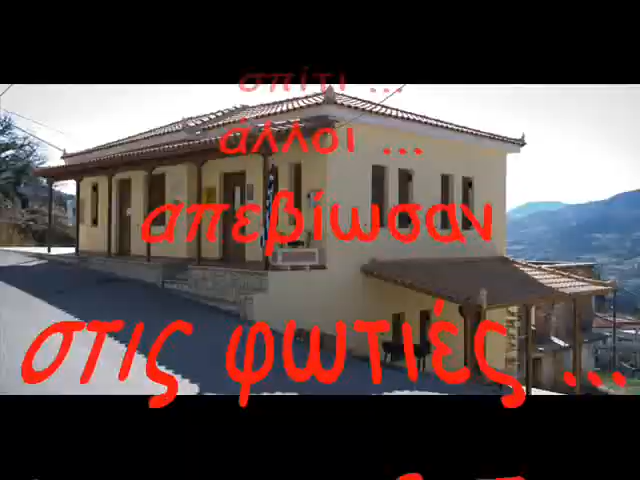 σπίτι ...
άλλοι ...
απεβίωσαν
στις φωτιές ...